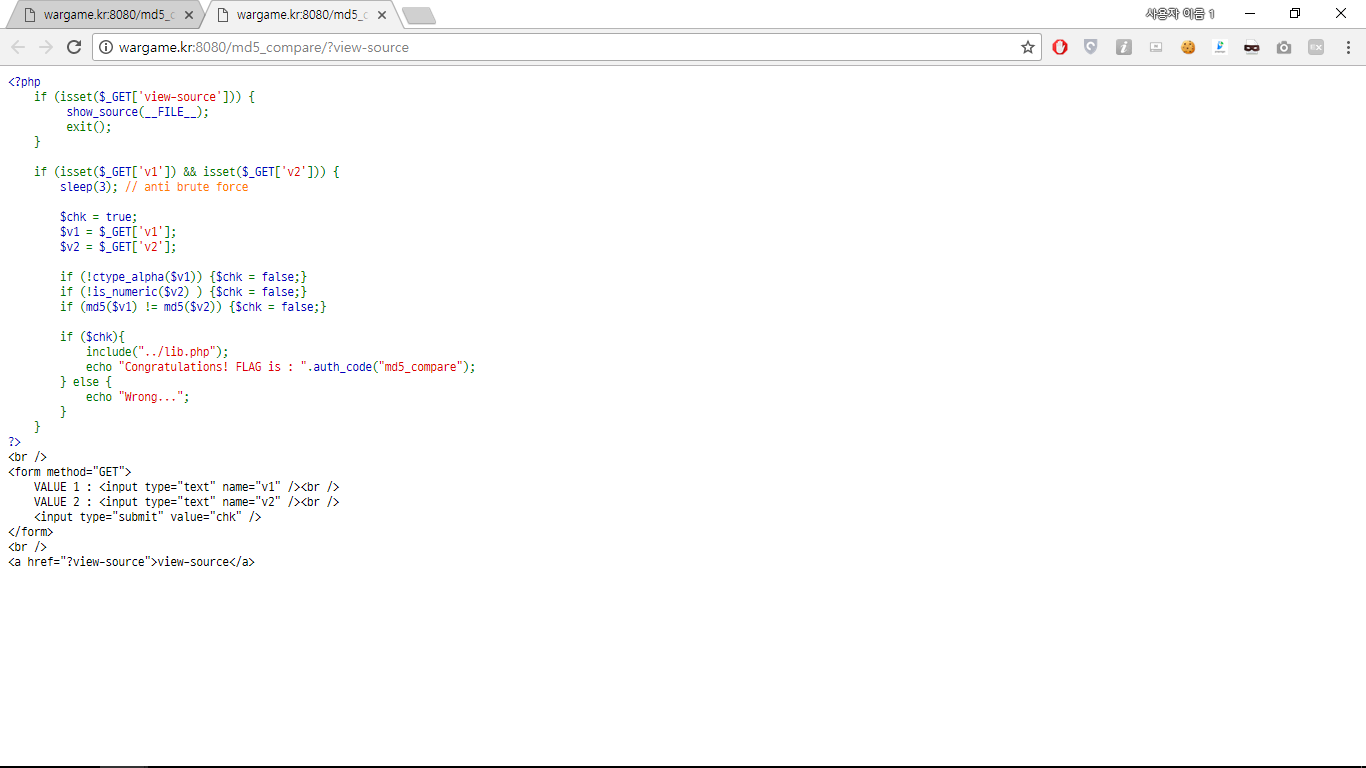 wargame.kr:8080/md5_c
wargame.kr:8080/md5_c
사용자 이름 1
wargame.kr:8080/md5_compare/?view-source
<?php
    if (isset($_GET['view-source'])) {
         show_source(__FILE__);
         exit();
    }

    if (isset($_GET['v1']) && isset($_GET['v2'])) {
        sleep(3); // anti brute force

        $chk = true;
        $v1 = $_GET['v1'];
        $v2 = $_GET['v2'];

        if (!ctype_alpha($v1)) {$chk = false;}
        if (!is_numeric($v2) ) {$chk = false;}
        if (md5($v1) != md5($v2)) {$chk = false;}

        if ($chk){
            include("../lib.php");
            echo "Congratulations! FLAG is : ".auth_code("md5_compare");
        } else {
            echo "Wrong...";
        }
    }
?>
<br />
<form method="GET">
    VALUE 1 : <input type="text" name="v1" /><br />
    VALUE 2 : <input type="text" name="v2" /><br />
    <input type="submit" value="chk" />
</form>
<br />
<a href="?view-source">view-source</a>